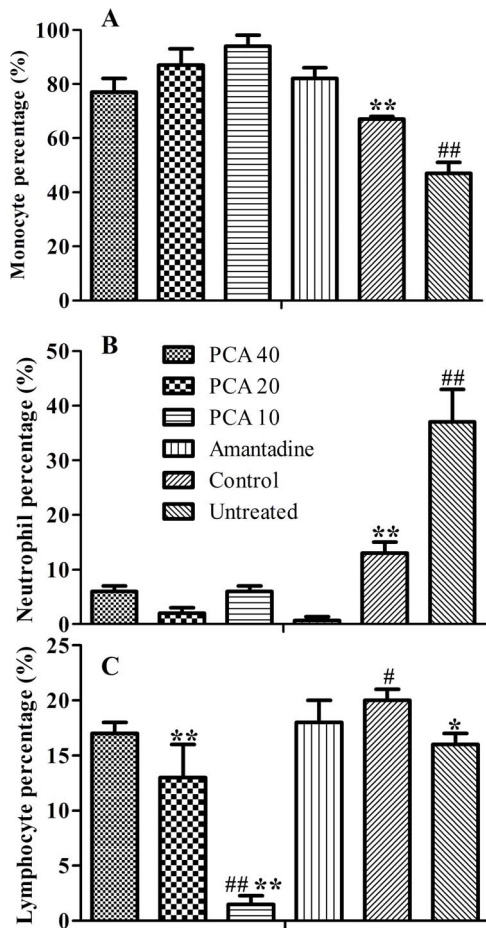 A
Monocyte percentage (%)
100
80
60
40
20
0
**
##
B
Neutrophil percentage (%)
50
40
30
20
10
0
PCA 40
PCA 20
PCA 10
Amantadine
Control
Untreated
**
##
C
Lymphocyte percentage (%)
25
20
15
10
5
0
**
## **
#
*